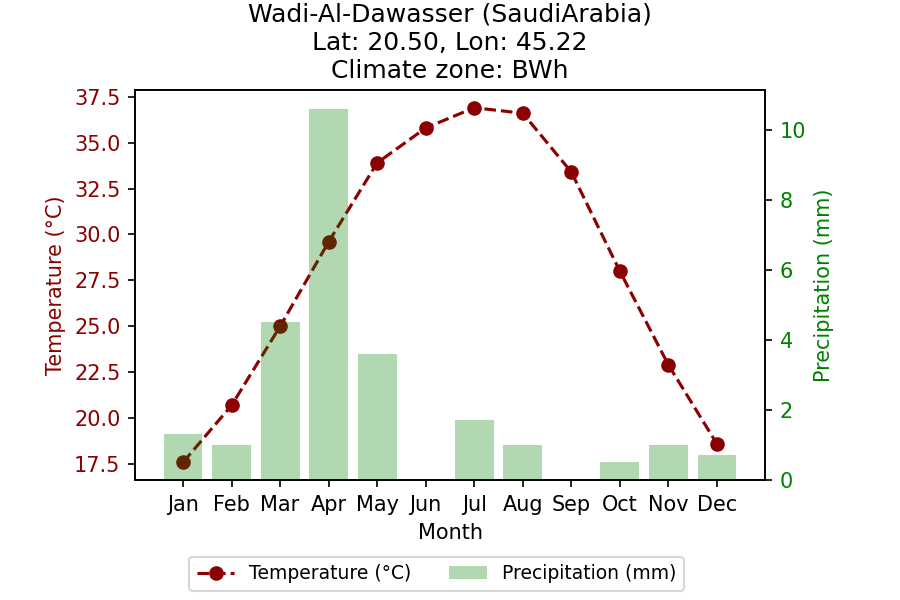 Wadi-Al-Dawasser (SaudiArabia)
Lat: 20.50, Lon: 45.22
Climate zone: BWh
37.5
35.0
32.5
30.0
27.5
25.0
22.5
20.0
17.5
Temperature (°C)
10
8
6
4
2
0
Precipitation (mm)
Jan Feb Mar Apr May Jun Jul Aug Sep Oct Nov Dec
Month
Temperature (°C) Precipitation (mm)